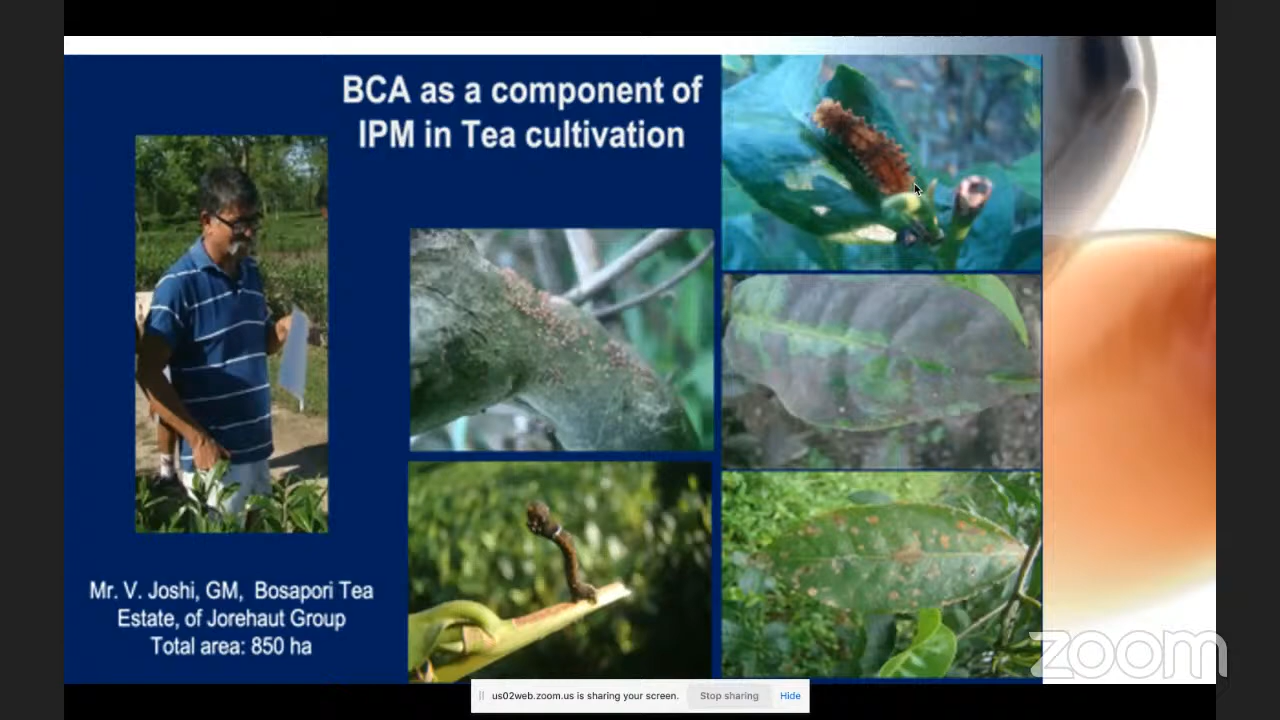 BCA as a component of
IPM in Tea cultivation
Mr. V. Joshi, GM, Bosapori Tea
Estate, of Jorehaut Group
Total area: 850 ha
zoom
us02web.zoom.us is sharing your screen.
Stop sharing
Hide